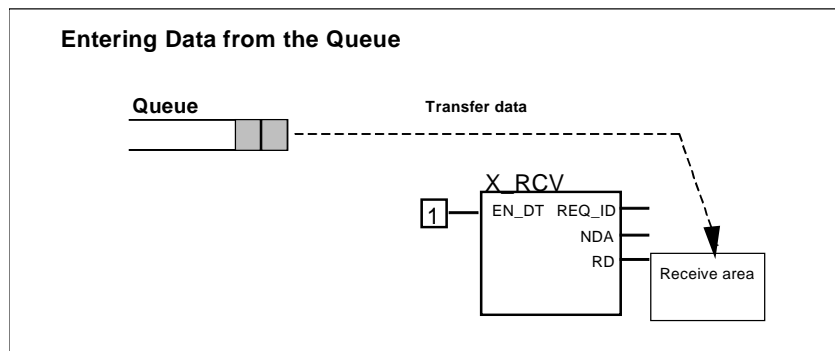 Entering Data from the Queue
Queue
Transfer data
X_RCV
1
EN_DT REQ_ID
NDA
RD
Receive area